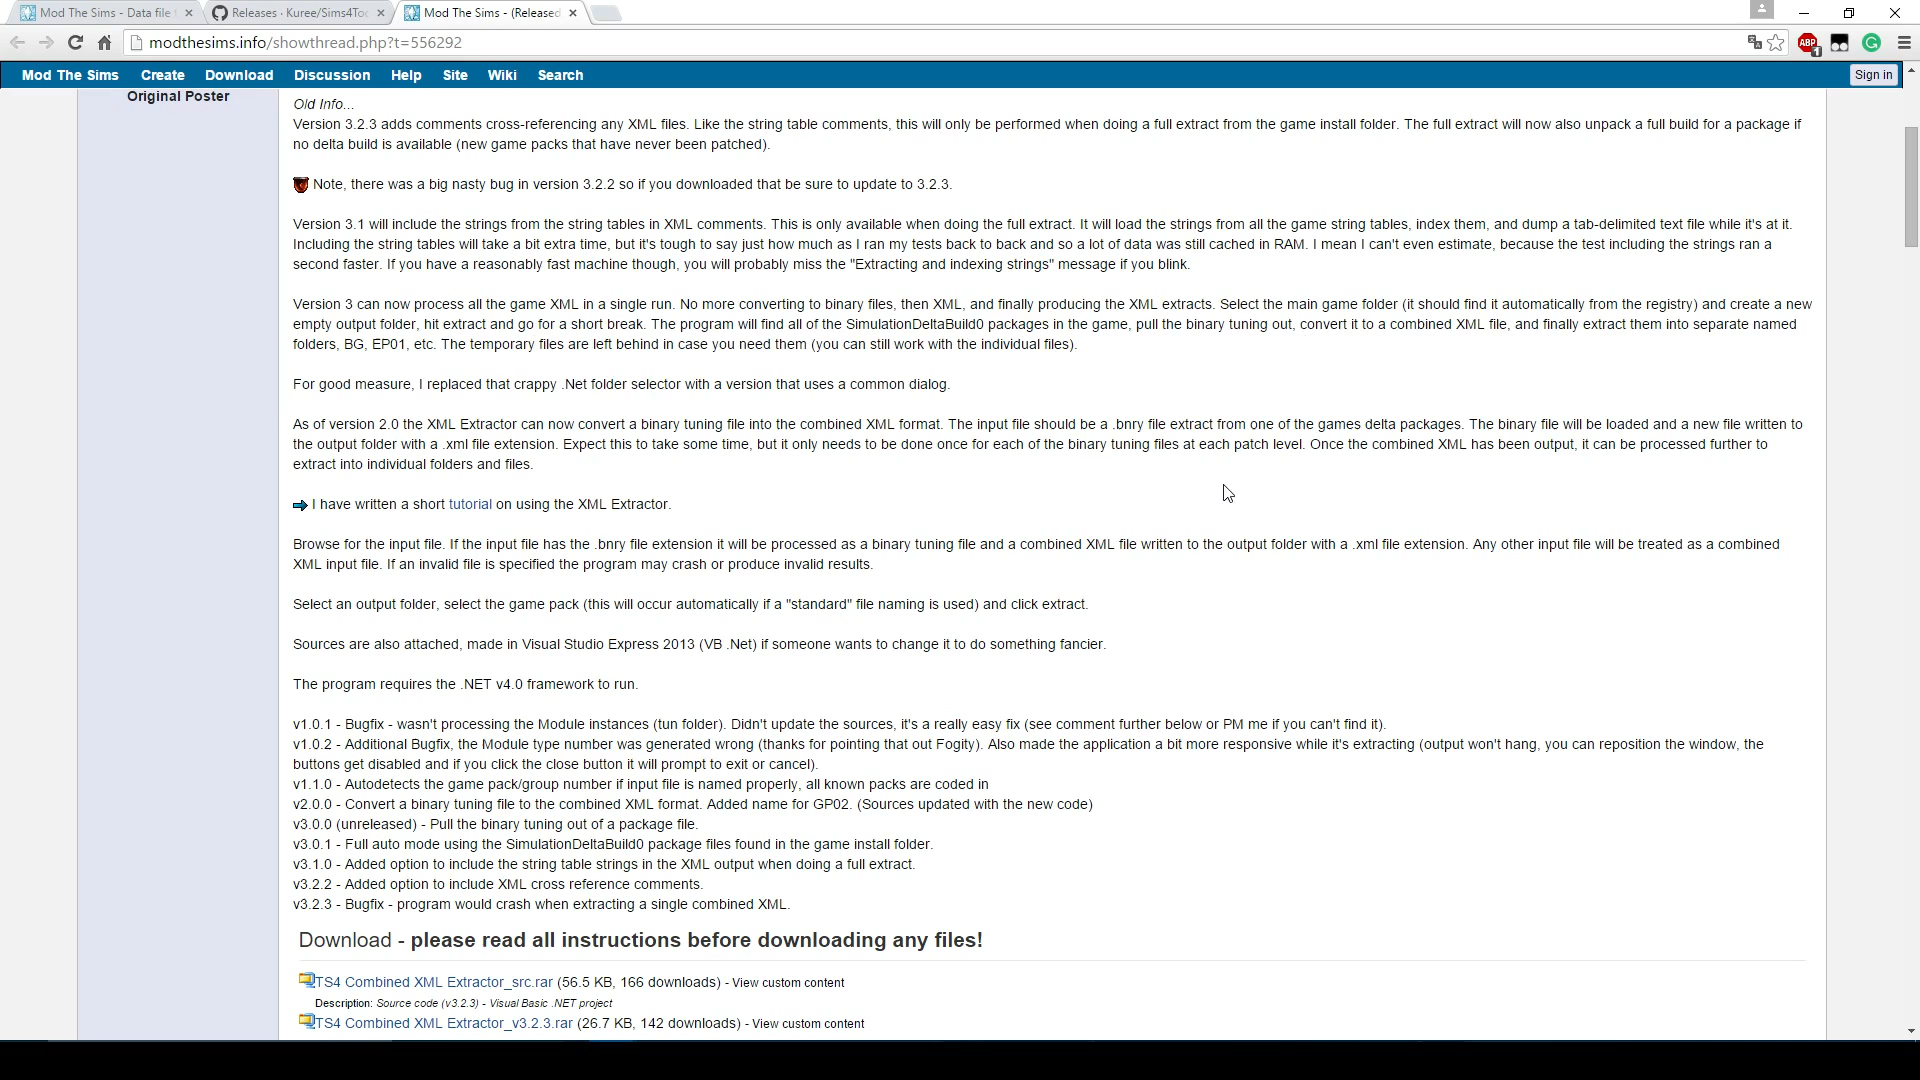 Mod The Sims - Data file
Releases · Kuree/Sims4To
Mod The Sims - (Released
modthesims.info/showthread.php?t=556292
ABP
1
Mod The Sims Create Download Discussion Help Site Wiki Search
Sign in
Original Poster
Old Info...
Version 3.2.3 adds comments cross-referencing any XML files. Like the string table comments, this will only be performed when doing a full extract from the game install folder. The full extract will now also unpack a full build for a package if
no delta build is available (new game packs that have never been patched).
Note, there was a big nasty bug in version 3.2.2 so if you downloaded that be sure to update to 3.2.3.
Version 3.1 will include the strings from the string tables in XML comments. This is only available when doing the full extract. It will load the strings from all the game string tables, index them, and dump a tab-delimited text file while it's at it.
Including the string tables will take a bit extra time, but it's tough to say just how much as I ran my tests back to back and so a lot of data was still cached in RAM. I mean I can't even estimate, because the test including the strings ran a
second faster. If you have a reasonably fast machine though, you will probably miss the "Extracting and indexing strings" message if you blink.
Version 3 can now process all the game XML in a single run. No more converting to binary files, then XML, and finally producing the XML extracts. Select the main game folder (it should find it automatically from the registry) and create a new
empty output folder, hit extract and go for a short break. The program will find all of the SimulationDeltaBuild0 packages in the game, pull the binary tuning out, convert it to a combined XML file, and finally extract them into separate named
folders, BG, EP01, etc. The temporary files are left behind in case you need them (you can still work with the individual files).
For good measure, I replaced that crappy .Net folder selector with a version that uses a common dialog.
As of version 2.0 the XML Extractor can now convert a binary tuning file into the combined XML format. The input file should be a .bnry file extract from one of the games delta packages. The binary file will be loaded and a new file written to
the output folder with a .xml file extension. Expect this to take some time, but it only needs to be done once for each of the binary tuning files at each patch level. Once the combined XML has been output, it can be processed further to
extract into individual folders and files.
I have written a short tutorial on using the XML Extractor.
Browse for the input file. If the input file has the .bnry file extension it will be processed as a binary tuning file and a combined XML file written to the output folder with a .xml file extension. Any other input file will be treated as a combined
XML input file. If an invalid file is specified the program may crash or produce invalid results.
Select an output folder, select the game pack (this will occur automatically if a "standard" file naming is used) and click extract.
Sources are also attached, made in Visual Studio Express 2013 (VB .Net) if someone wants to change it to do something fancier.
The program requires the .NET v4.0 framework to run.
v1.0.1 - Bugfix - wasn't processing the Module instances (tun folder). Didn't update the sources, it's a really easy fix (see comment further below or PM me if you can't find it).
v1.0.2 - Additional Bugfix, the Module type number was generated wrong (thanks for pointing that out Fogity). Also made the application a bit more responsive while it's extracting (output won't hang, you can reposition the window, the
buttons get disabled and if you click the close button it will prompt to exit or cancel).
v1.1.0 - Autodetects the game pack/group number if input file is named properly, all known packs are coded in
v2.0.0 - Convert a binary tuning file to the combined XML format. Added name for GP02. (Sources updated with the new code)
v3.0.0 (unreleased) - Pull the binary tuning out of a package file.
v3.0.1 - Full auto mode using the SimulationDeltaBuild0 package files found in the game install folder.
v3.1.0 - Added option to include the string table strings in the XML output when doing a full extract.
v3.2.2 - Added option to include XML cross reference comments.
v3.2.3 - Bugfix - program would crash when extracting a single combined XML.
Download - please read all instructions before downloading any files!
TS4 Combined XML Extractor_src.rar (56.5 KB, 166 downloads) - View custom content
Description: Source code (v3.2.3) - Visual Basic .NET project
TS4 Combined XML Extractor_v3.2.3.rar (26.7 KB, 142 downloads) - View custom content